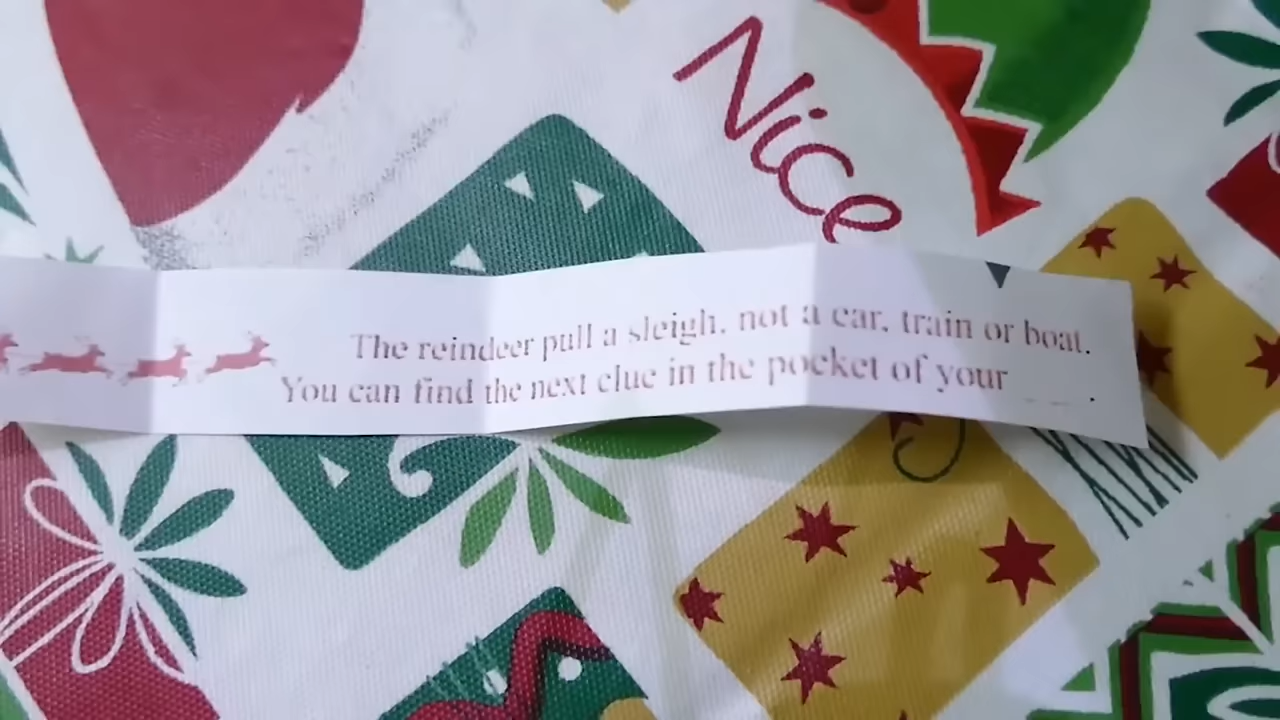 Nice
The reindeer pull a sleigh, not a car, train or boat.
You can find the next clue in the pocket of your ____.